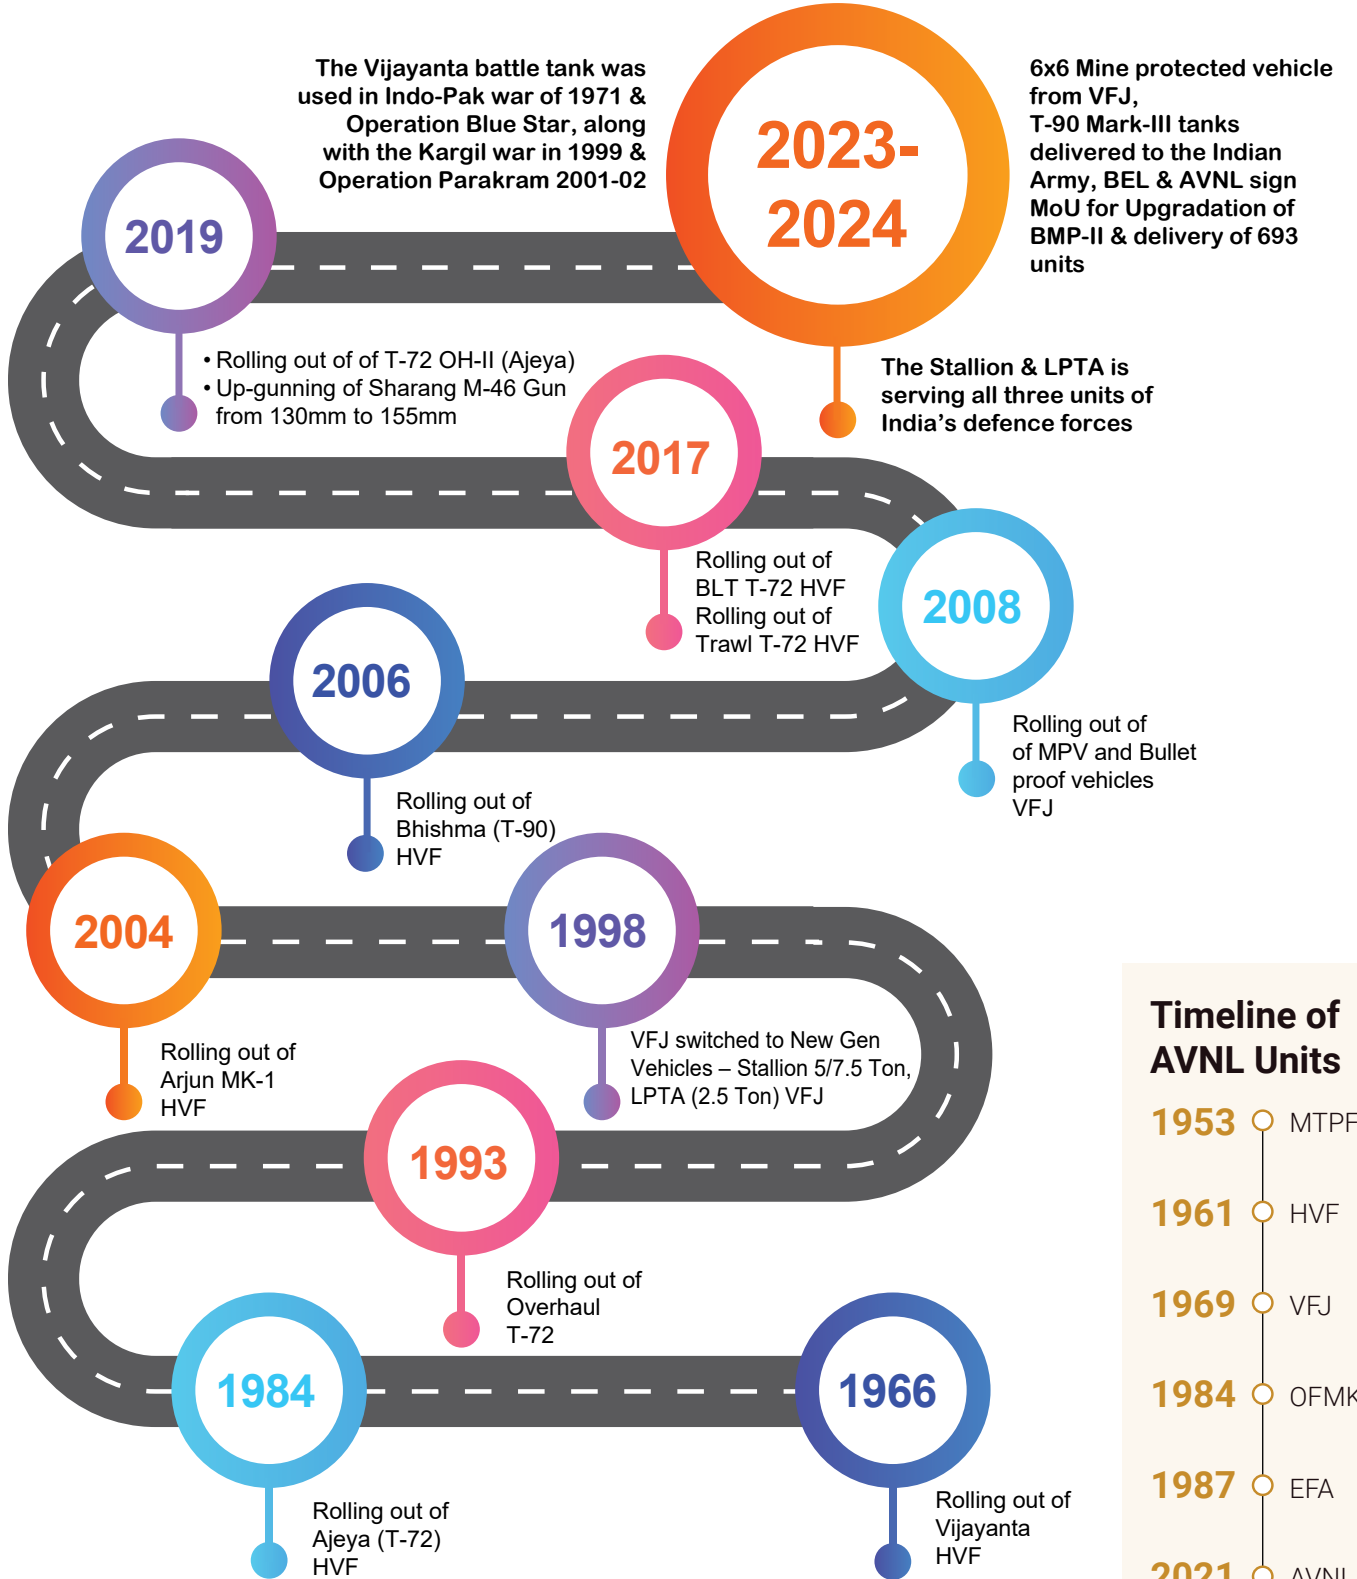 The Vijayanta battle tank was
used in Indo-Pak war of 1971 &
Operation Blue Star, along
with the Kargil war in 1999 &
Operation Parakram 2001-02
2023-
2024
6x6 Mine protected vehicle
from VFJ,
T-90 Mark-III tanks
delivered to the Indian
Army, BEL & AVNL sign
MoU for Upgradation of
BMP-II & delivery of 693
units
The Stallion & LPTA is
serving all three units of
India’s defence forces
2019
• Rolling out of of T-72 OH-II (Ajeya)
• Up-gunning of Sharang M-46 Gun
from 130mm to 155mm
2017
Rolling out of
BLT T-72 HVF
Rolling out of
Trawl T-72 HVF
2008
Rolling out of
of MPV and Bullet
proof vehicles
VFJ
2006
Rolling out of
Bhishma (T-90)
HVF
2004
Rolling out of
Arjun MK-1
HVF
1998
VFJ switched to New Gen
Vehicles – Stallion 5/7.5 Ton,
LPTA (2.5 Ton) VFJ
1993
Rolling out of
Overhaul
T-72
1984
Rolling out of
Ajeya (T-72)
HVF
1966
Rolling out of
Vijayanta
HVF
Timeline of
AVNL Units
1953 MTPF
1961 HVF
1969 VFJ
1984 OFMK
1987 EFA
2021 AVNL